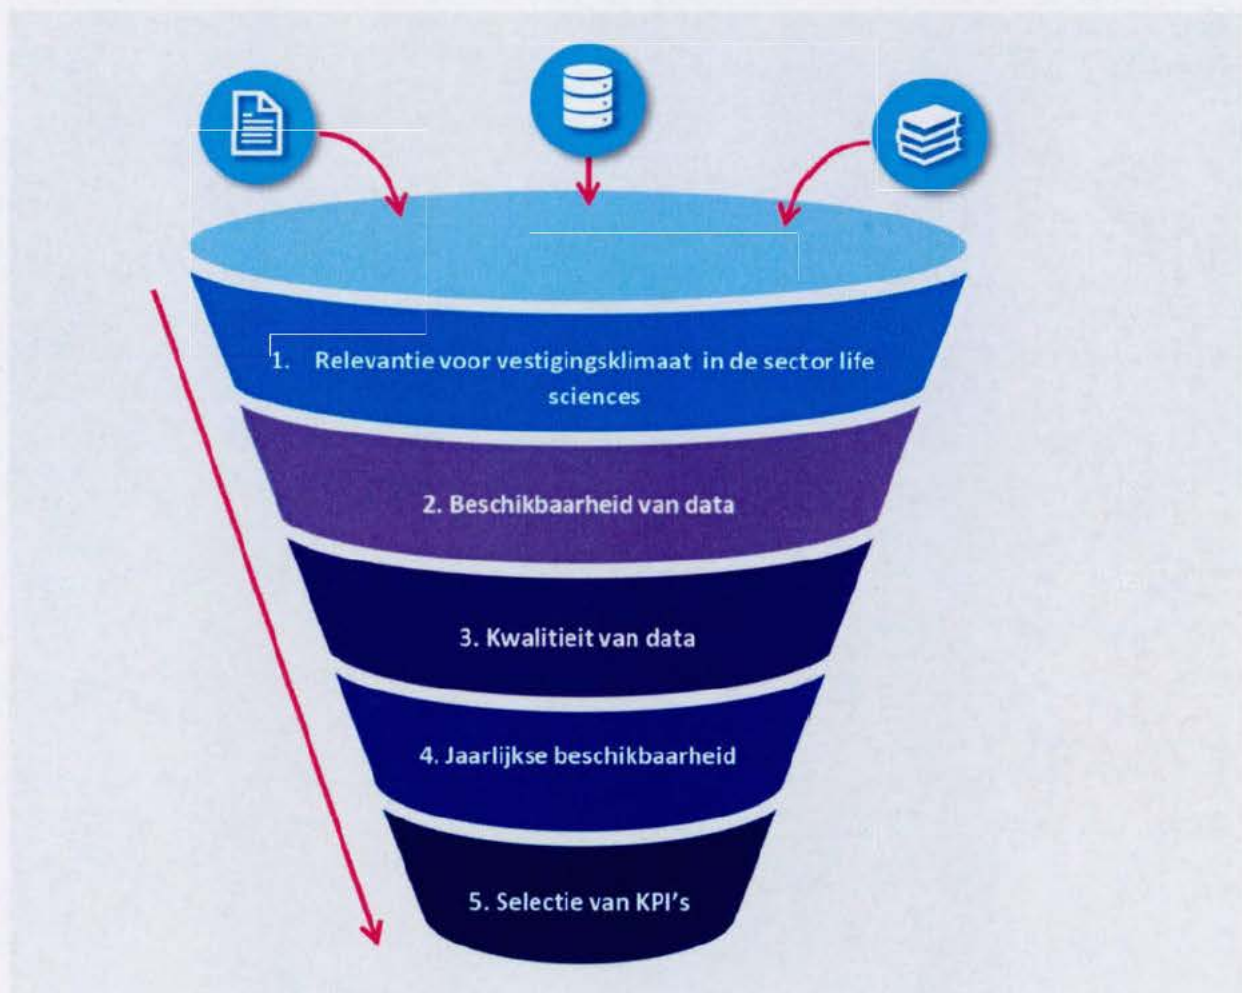 1. Relevantie voor vestigingsklimaat in de sector life
sciences
2. Beschikbaarheid van data
3. Kwalitieit van data
4. Jaarlijkse beschikbaarheid
5. Selectie van KPI's